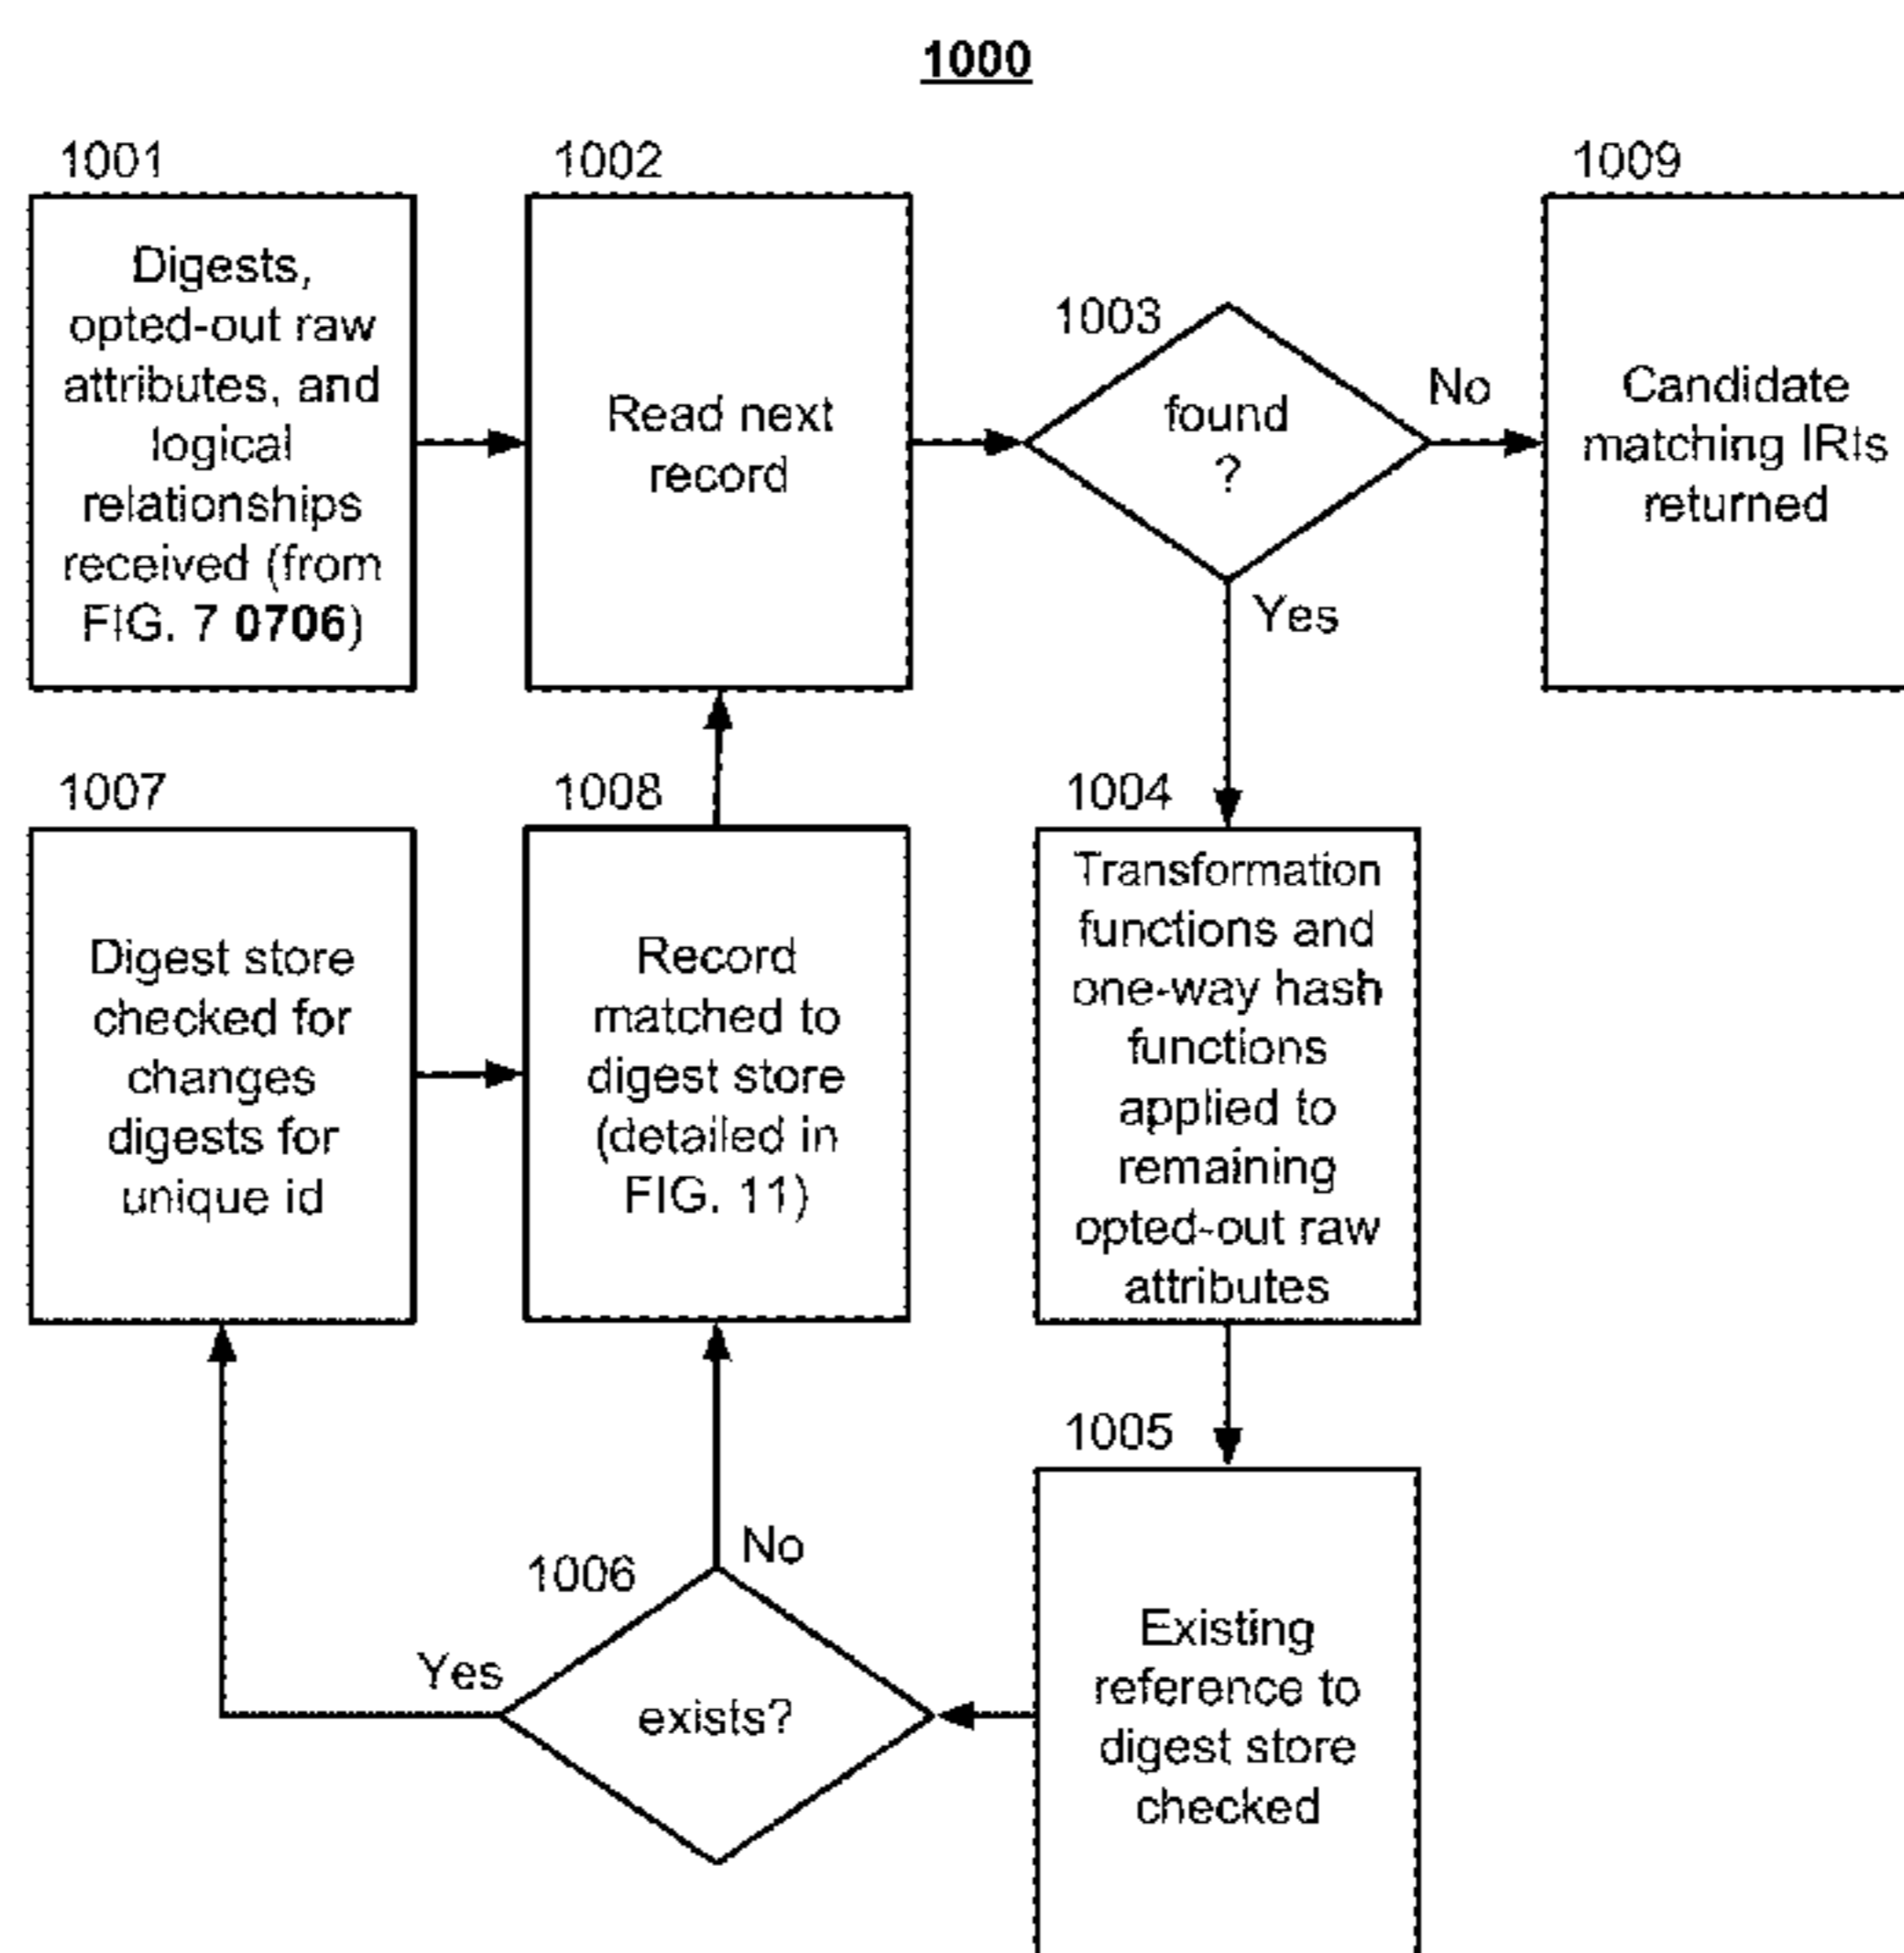 1000
1001
Digests,
opted-out raw
attributes, and
logical
relationships
received (from
FIG. 7 0706)
1002
Read next
record
1003
found
?
No
Yes
1009
Candidate
matching IRIs
returned
1007
Digest store
checked for
changes
digests for
unique id
1008
Record
matched to
digest store
(detailed in
FIG. 11)
1004
Transformation
functions and
one-way hash
functions
applied to
remaining
opted-out raw
attributes
1005
Existing
reference to
digest store
checked
1006
exists?
No
Yes